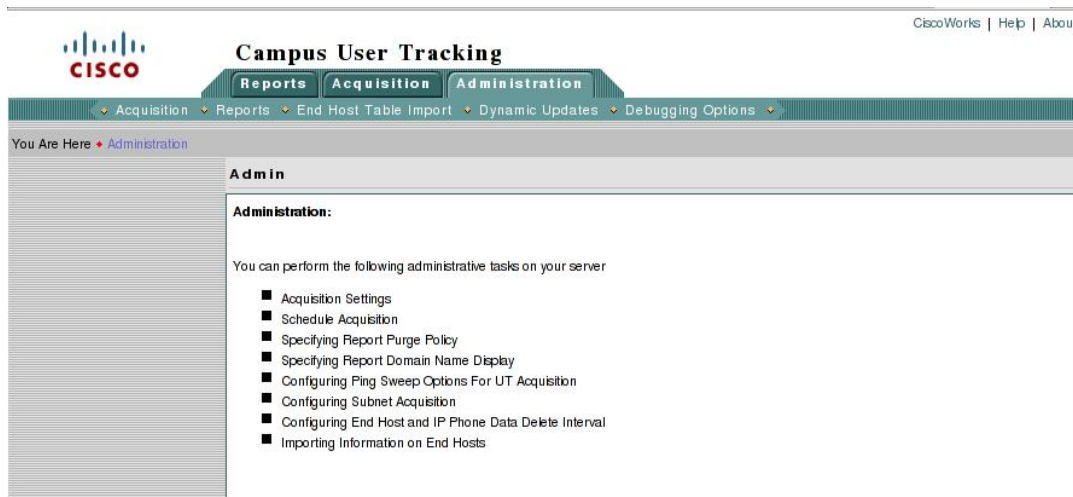 CiscoWorks | Help | Abou
CISCO
Campus User Tracking
Reports Acquisition Administration
Acquisition Reports End Host Table Import Dynamic Updates Debugging Options
You Are Here Administration
Admin
Administration:
You can perform the following administrative tasks on your server
Acquisition Settings
Schedule Acquisition
Specifying Report Purge Policy
Specifying Report Domain Name Display
Configuring Ping Sweep Options For UT Acquisition
Configuring Subnet Acquisition
Configuring End Host and IP Phone Data Delete Interval
Importing Information on End Hosts